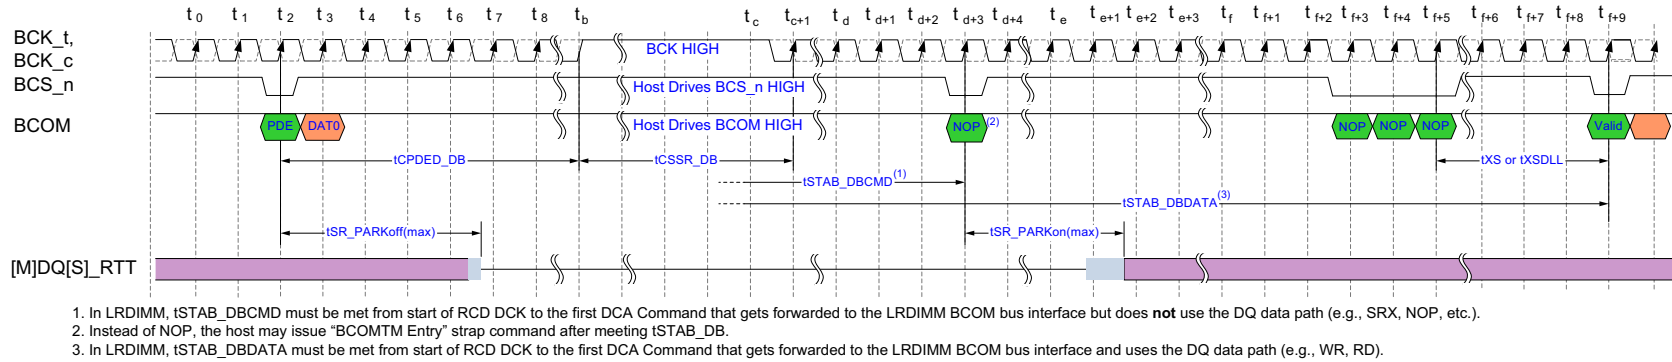 t0 t1 t2 t3 t4 t5 t6 t7 t8 tb tc tc+1 td td+1 td+2 td+3 td+4 te te+1 te+2 te+3 tf tf+1 tf+2 tf+3 tf+4 tf+5 tf+6 tf+7 tf+8 tf+9
BCK_t,
BCK_c
BCK HIGH
BCS_n
Host Drives BCS_n HIGH
BCOM
PDE DAT0 Host Drives BCOM HIGH NOP (2) NOP NOP NOP Valid
tCPDED_DB tCSSR_DB tXS or tXSDLL
tSTAB_DBCMD(1)
tSTAB_DBDATA(3)
tSR_PARKoff(max) tSR_PARKon(max)
[M]DQ[S]_RTT
1. In LRDIMM, tSTAB_DBCMD must be met from start of RCD DCK to the first DCA Command that gets forwarded to the LRDIMM BCOM bus interface but does not use the DQ data path (e.g., SRX, NOP, etc.).
2. Instead of NOP, the host may issue “BCOMTM Entry” strap command after meeting tSTAB_DB.
3. In LRDIMM, tSTAB_DBDATA must be met from start of RCD DCK to the first DCA Command that gets forwarded to the LRDIMM BCOM bus interface and uses the DQ data path (e.g., WR, RD).